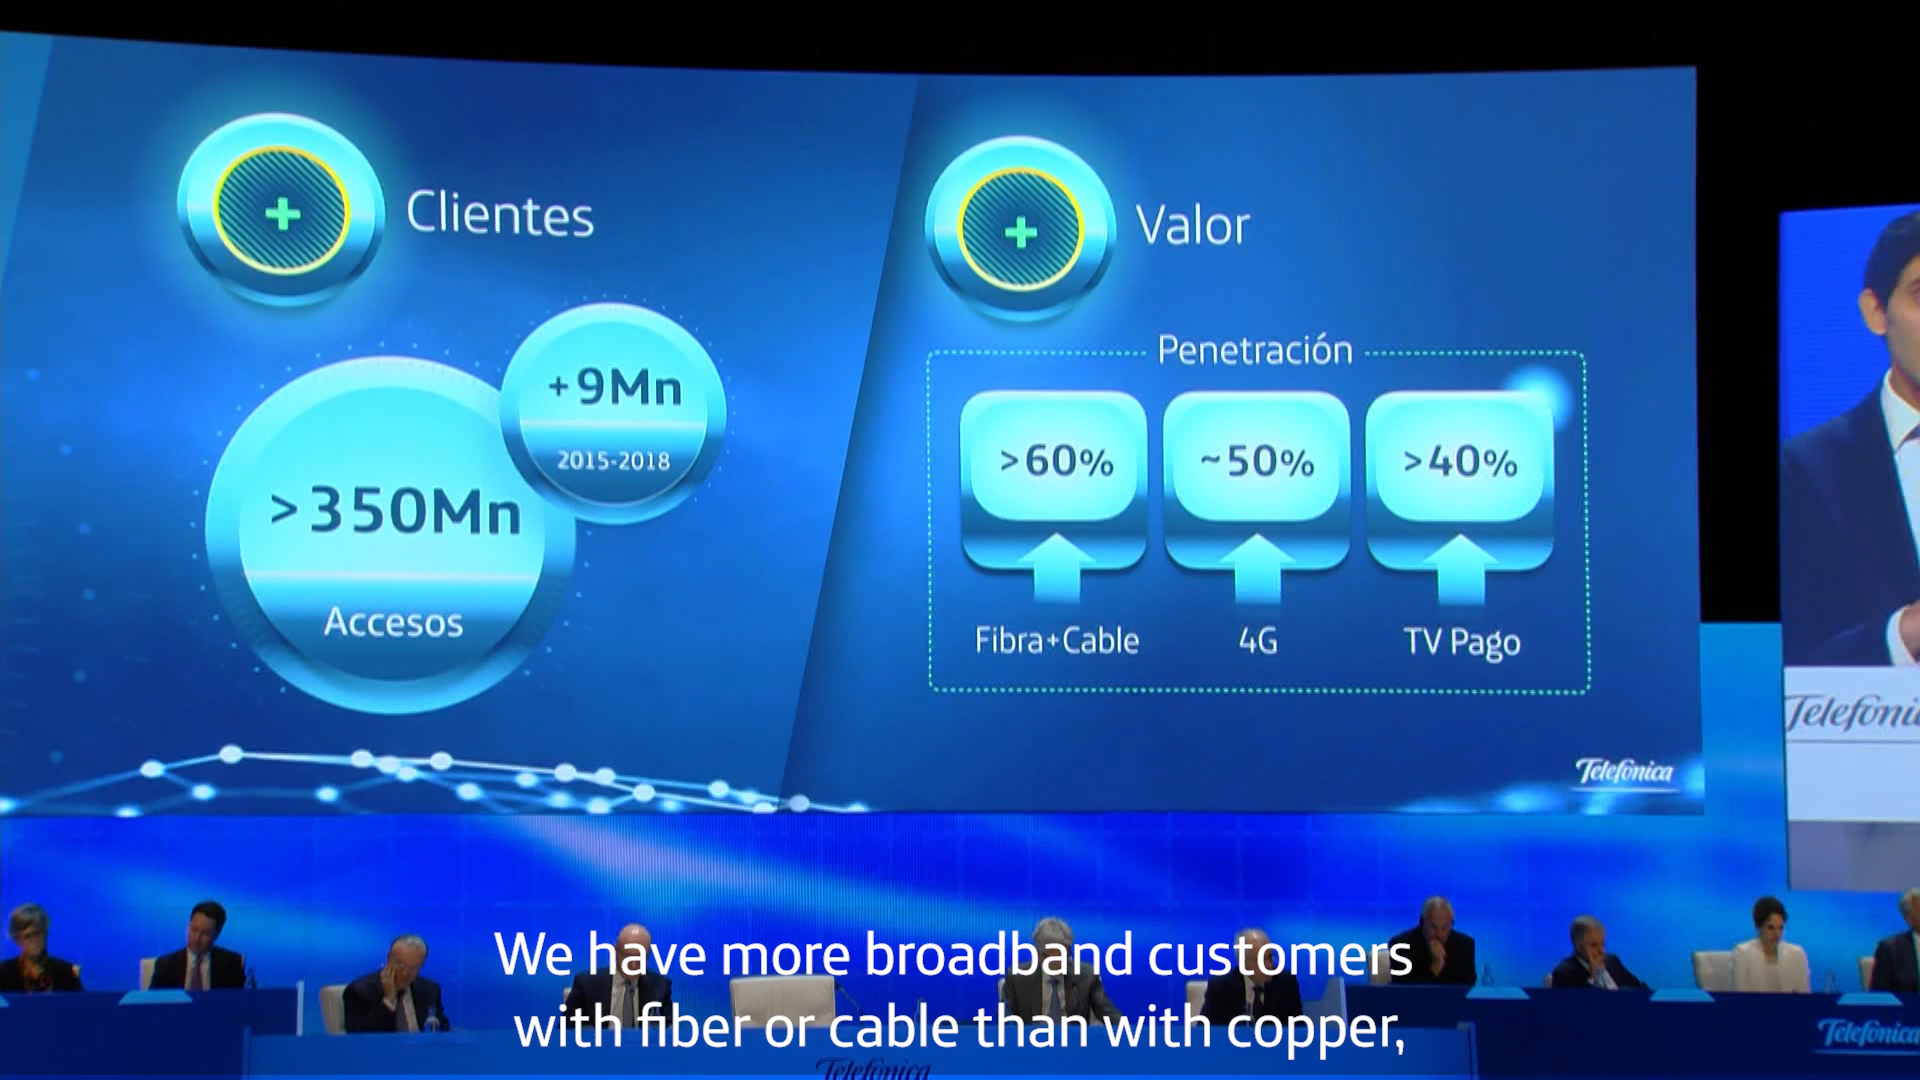 Clientes
+9Mn
2015-2018
>350Mn
Accesos
Valor
Penetración
>60%
~50%
>40%
Fibra+Cable
4G
TV Pago
Telefónica
Telefónica
Telefónica
We have more broadband customers
with fiber or cable than with copper,